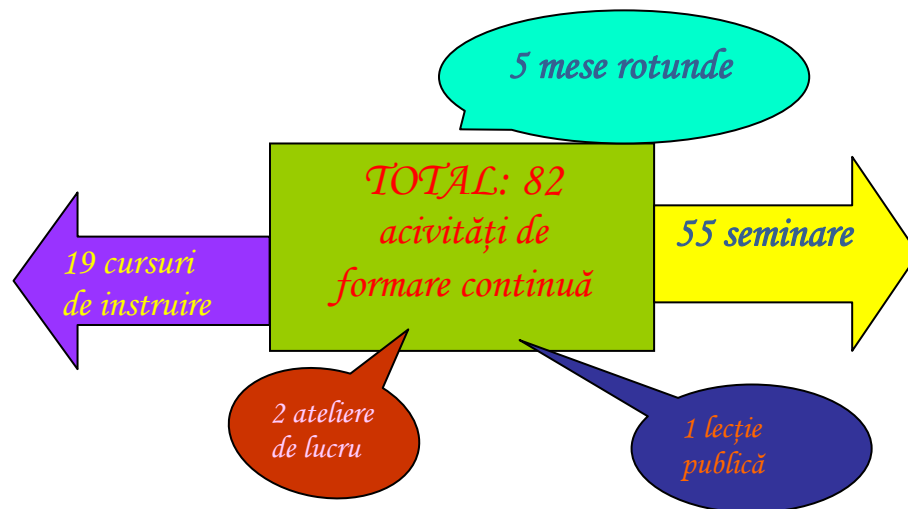 5 mese rotunde
TOTAL: 82
acivități de
formare continuă
19 cursuri
de instruire
55 seminare
2 ateliere
de lucru
1 lecție
publică